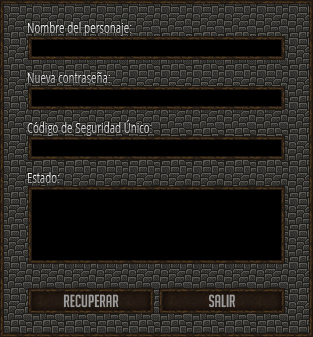 Nombre del personaje:
Nueva contraseña:
Código de Seguridad Único:
Estado:
RECUPERAR SALIR